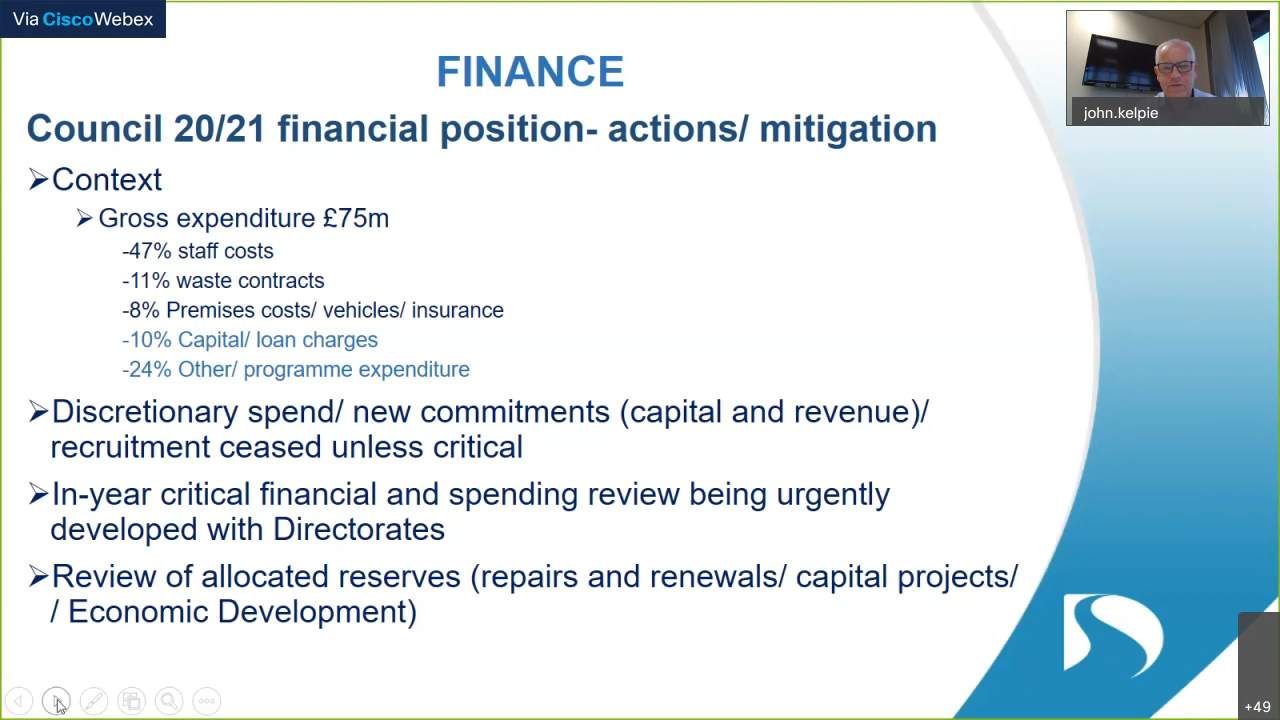 Via CiscoWebex
FINANCE
john.kelpie
Council 20/21 financial position- actions/ mitigation
➢Context
➢ Gross expenditure £75m
-47% staff costs
-11% waste contracts
-8% Premises costs/ vehicles/ insurance
-10% Capital/ loan charges
-24% Other/ programme expenditure
➢Discretionary spend/ new commitments (capital and revenue)/
recruitment ceased unless critical
➢In-year critical financial and spending review being urgently
developed with Directorates
➢Review of allocated reserves (repairs and renewals/ capital projects/
/ Economic Development)
+49